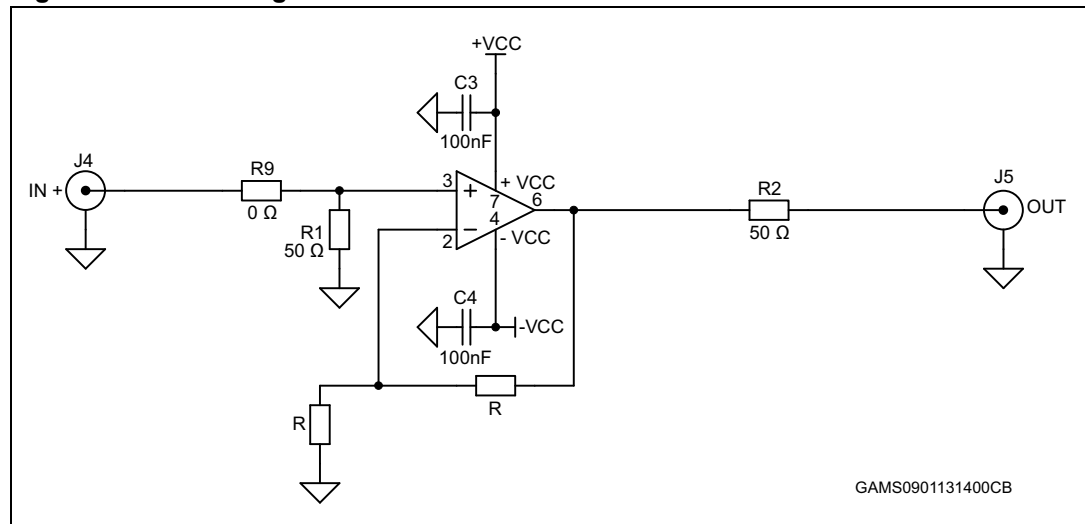 +VCC
C3
100nF
J4
IN +
R9
0 Ω
R1
50 Ω
3
+
7
+ VCC
6
2
−
4
- VCC
R2
50 Ω
J5
OUT
C4
100nF
-VCC
R
R
GAMS0901131400CB